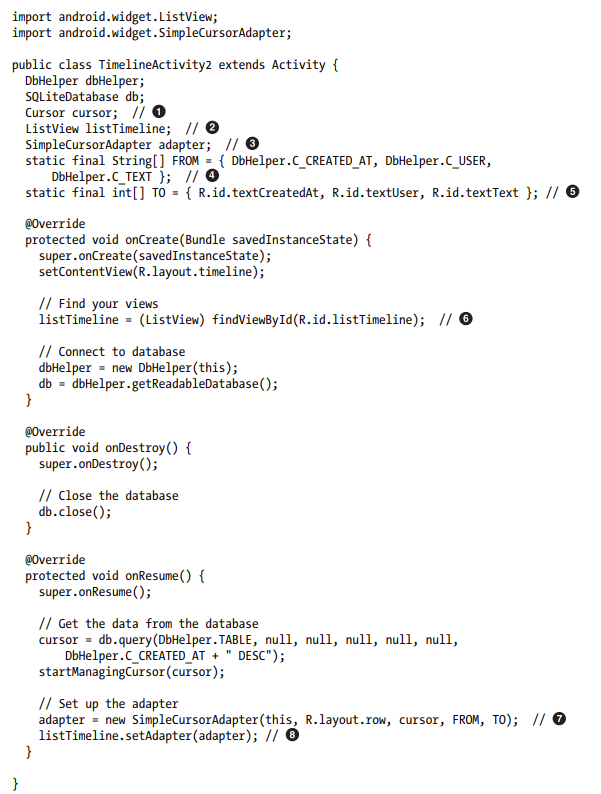 import android.widget.ListView;
import android.widget.SimpleCursorAdapter;

public class TimelineActivity2 extends Activity {
  DbHelper dbHelper;
  SQLiteDatabase db;
  Cursor cursor;  // ❶
  ListView listTimeline;  // ❷
  SimpleCursorAdapter adapter;  // ❸
  static final String[] FROM = { DbHelper.C_CREATED_AT, DbHelper.C_USER,
      DbHelper.C_TEXT };  // ❹
  static final int[] TO = { R.id.textCreatedAt, R.id.textUser, R.id.textText }; // ❺

  @Override
  protected void onCreate(Bundle savedInstanceState) {
    super.onCreate(savedInstanceState);
    setContentView(R.layout.timeline);

    // Find your views
    listTimeline = (ListView) findViewById(R.id.listTimeline);  // ❻

    // Connect to database
    dbHelper = new DbHelper(this);
    db = dbHelper.getReadableDatabase();
  }

  @Override
  public void onDestroy() {
    super.onDestroy();

    // Close the database
    db.close();
  }

  @Override
  protected void onResume() {
    super.onResume();

    // Get the data from the database
    cursor = db.query(DbHelper.TABLE, null, null, null, null, null,
        DbHelper.C_CREATED_AT + " DESC");
    startManagingCursor(cursor);

    // Set up the adapter
    adapter = new SimpleCursorAdapter(this, R.layout.row, cursor, FROM, TO);  // ❼
    listTimeline.setAdapter(adapter); // ❽
  }

}